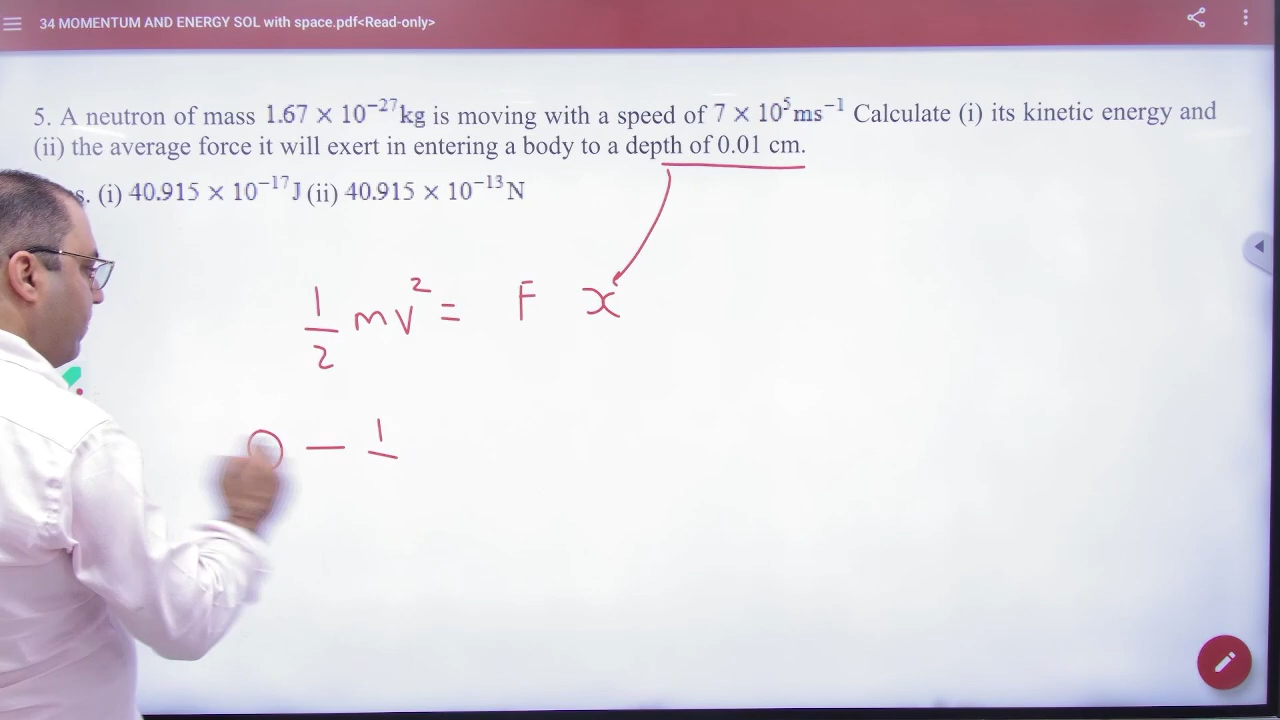 34 MOMENTUM AND ENERGY SOL with space.pdf<Read-only>
5. A neutron of mass 1.67 × 10⁻²⁷kg is moving with a speed of 7 × 10⁵ms⁻¹ Calculate (i) its kinetic energy and
(ii) the average force it will exert in entering a body to a depth of 0.01 cm.
s. (i) 40.915 × 10⁻¹⁷J (ii) 40.915 × 10⁻¹³N
1/2 mv² = F x
0 — 1